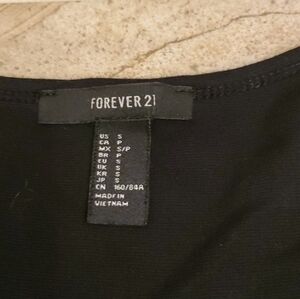 FOREVER 21
US S
CA P
MX S/P
BR P
EU S
UK S
KR S
JP S
CN 160/84A
MADE IN
VIETNAM